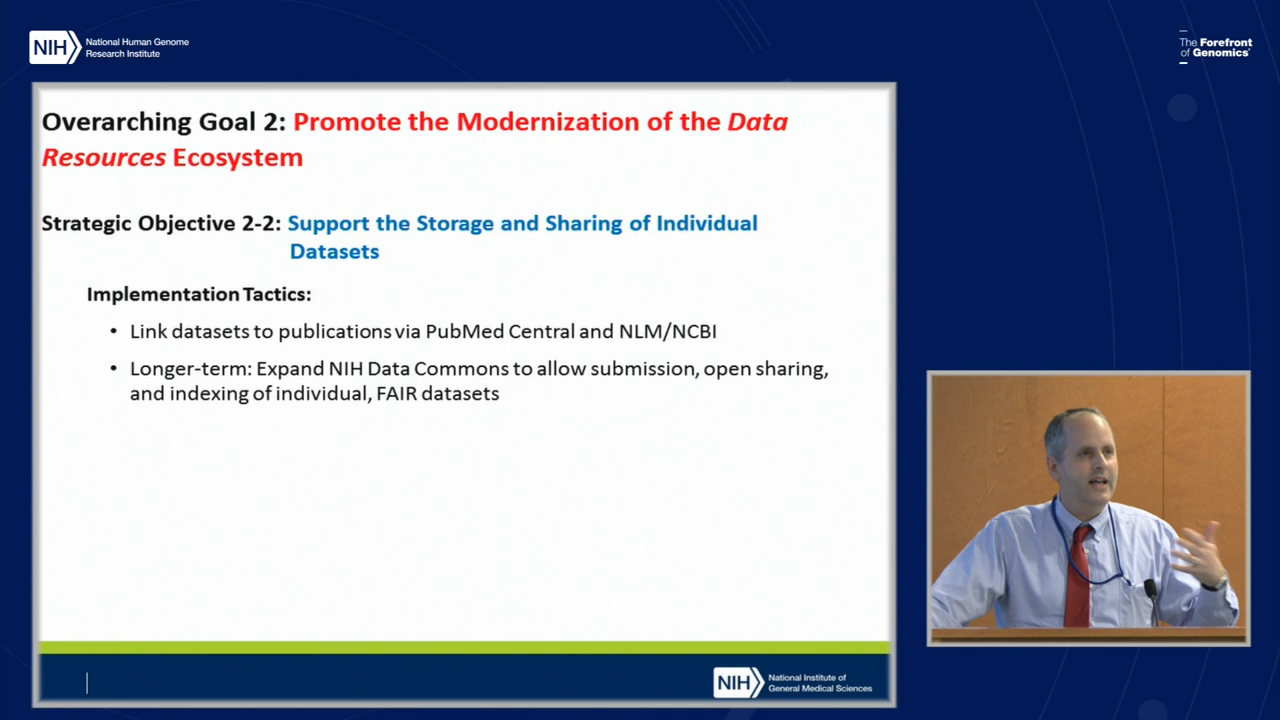 NIH
National Human Genome
Research Institute
The Forefront
of Genomics®
Overarching Goal 2: Promote the Modernization of the Data
Resources Ecosystem
Strategic Objective 2-2: Support the Storage and Sharing of Individual
Datasets
Implementation Tactics:
• Link datasets to publications via PubMed Central and NLM/NCBI
• Longer-term: Expand NIH Data Commons to allow submission, open sharing,
and indexing of individual, FAIR datasets
NIH
National Institute of
General Medical Sciences